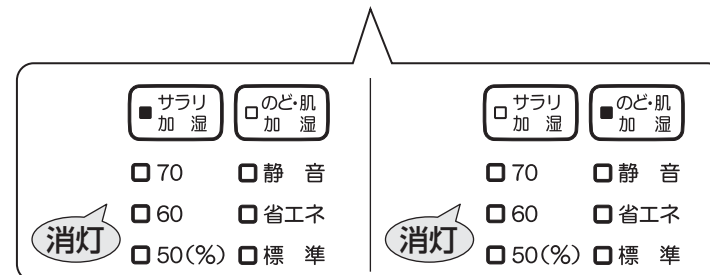 サラリ
加 湿
のど・肌
加 湿
70
静 音
60
省エネ
消灯
50(%)
標 準
サラリ
加 湿
のど・肌
加 湿
70
静 音
60
省エネ
消灯
50(%)
標 準